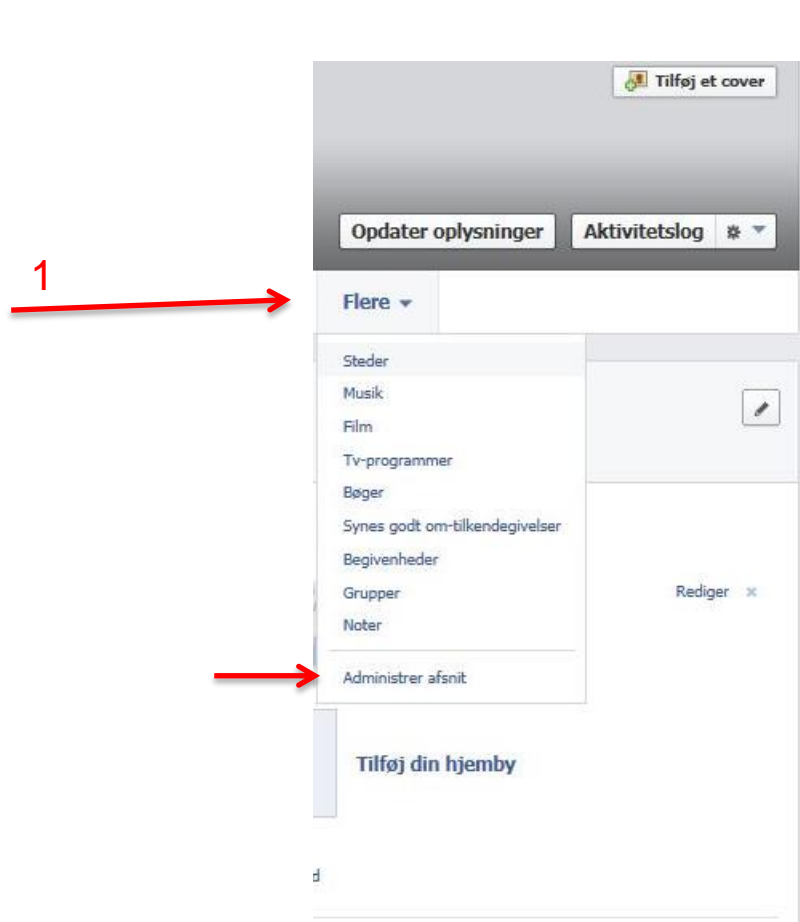 Tilføj et cover
Opdater oplysninger
Aktivitetslog
1
Flere
Steder
Musik
Film
Tv-programmer
Bøger
Synes godt om-tilkendegivelser
Begivenheder
Grupper
Rediger ×
Noter
Administrer afsnit
Tilføj din hjemby
d